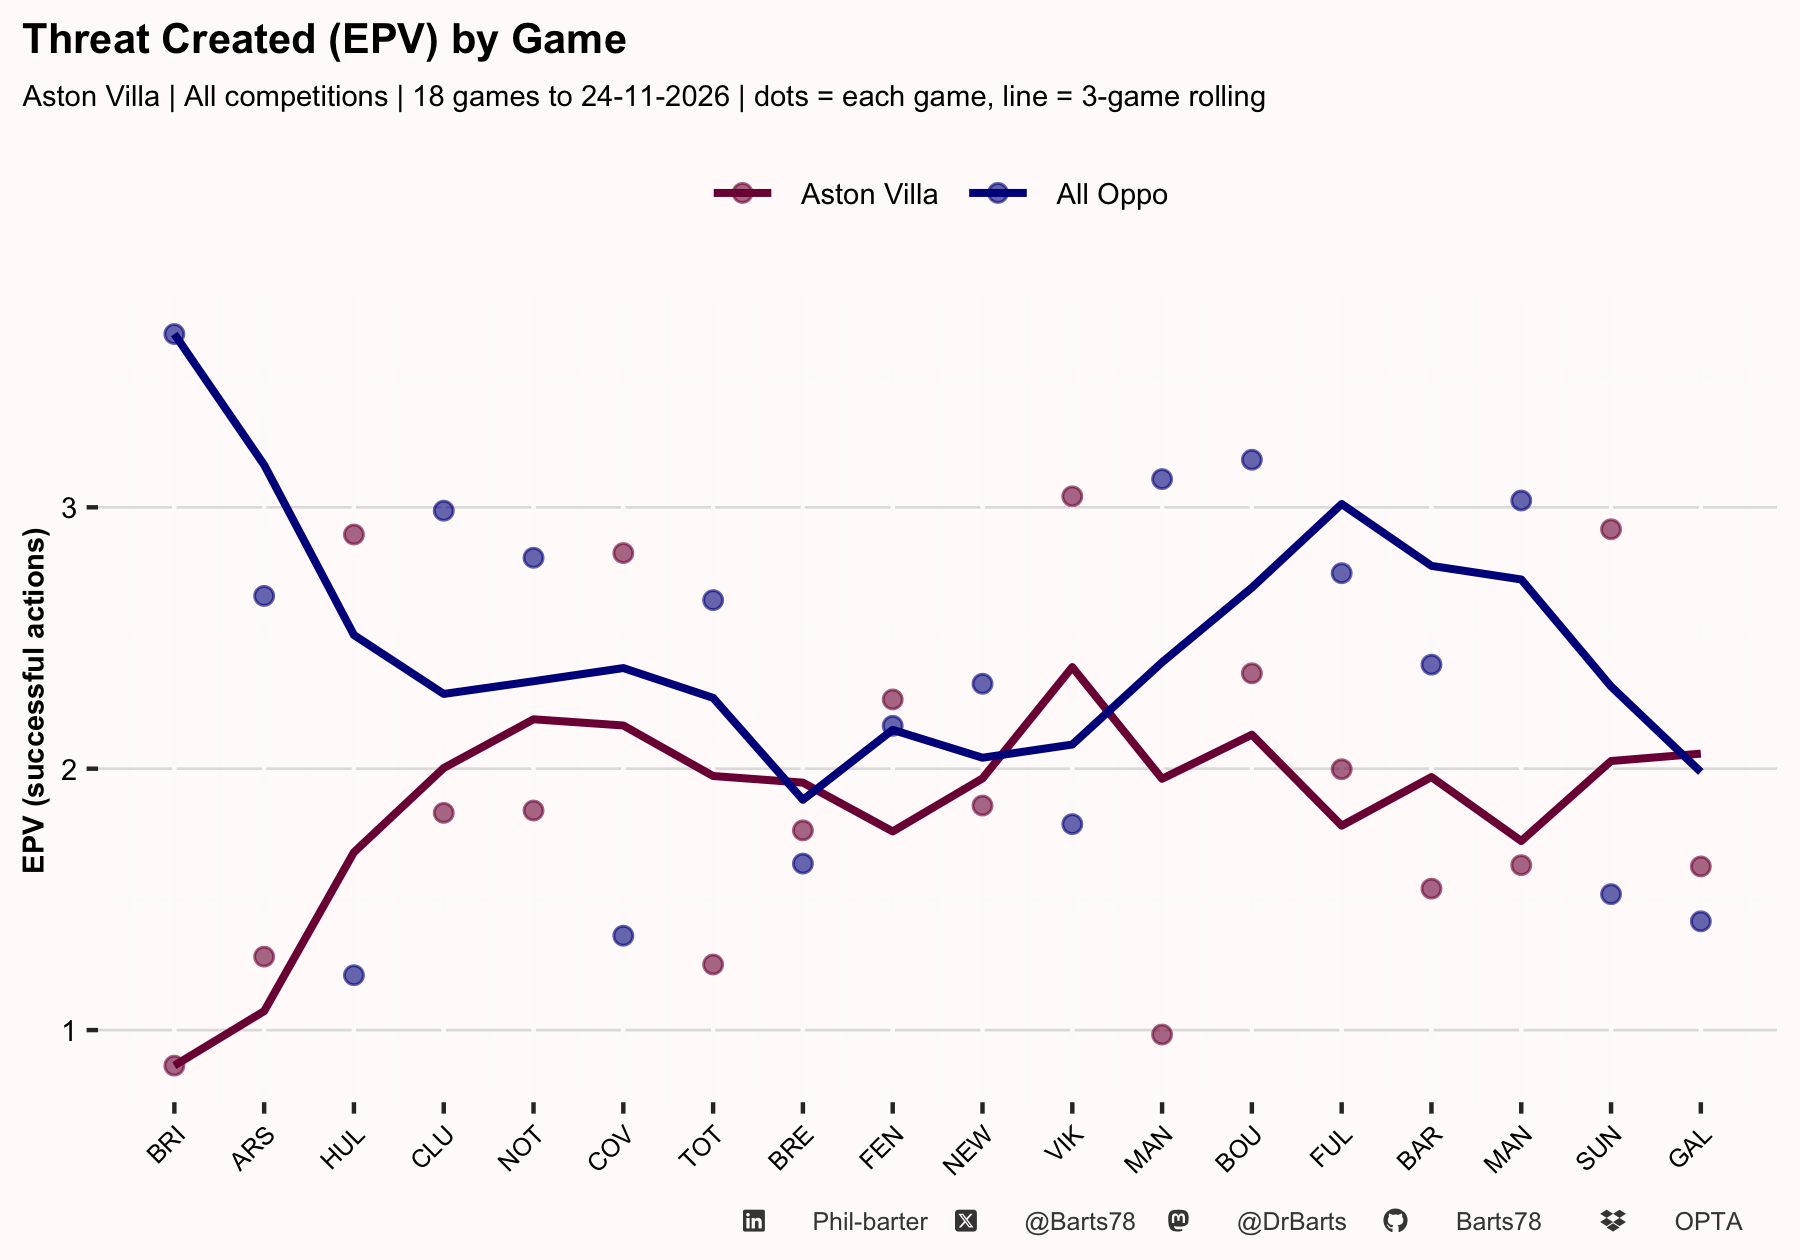 Threat Created (EPV) by Game
Aston Villa | All competitions | 18 games to 24-11-2026 | dots = each game, line = 3-game rolling
Aston Villa All Oppo
EPV (successful actions)
3
2
1
BRI ARS HUL CLU NOT COV TOT BRE FEN NEW VIK MAN BOU FUL BAR MAN SUN GAL
Phil-barter @Barts78 @DrBarts Barts78 OPTA